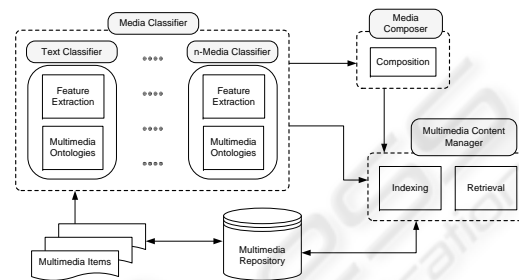 Media Classifier
Text Classifier
n-Media Classifier
Feature
Extraction
Multimedia
Ontologies
Feature
Extraction
Multimedia
Ontologies
Media
Composer
Composition
Multimedia Content
Manager
Indexing
Retrieval
Multimedia Items
Multimedia
Repository